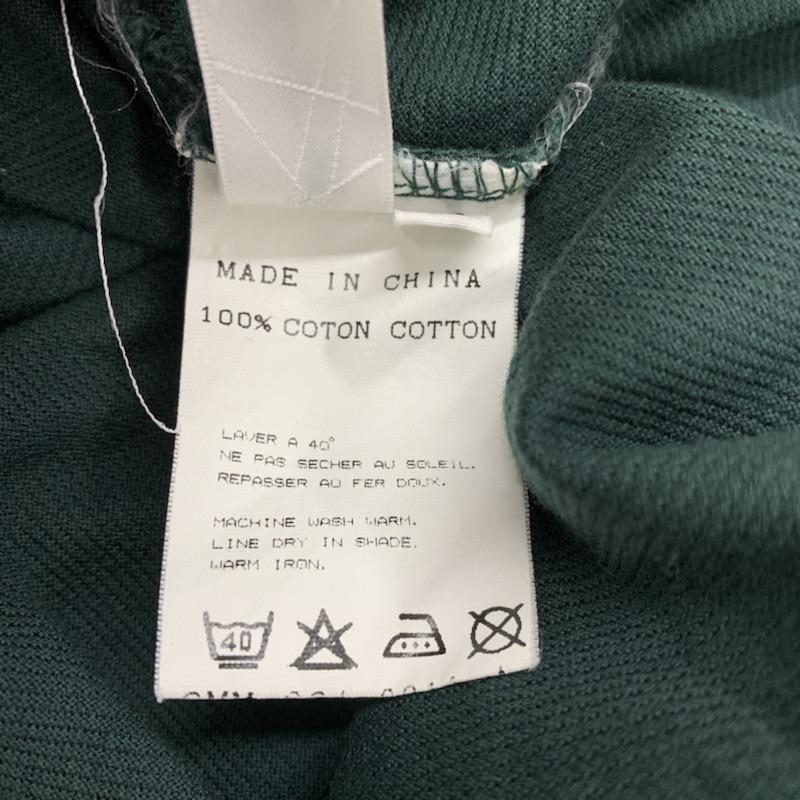 MADE IN CHINA
100% COTON COTTON
LAVER A 40°
NE PAS SECHER AU SOLEIL.
REPASSER AU FER DOUX.
MACHINE WASH WARM.
LINE DRY IN SHADE.
WARM IRON.
40